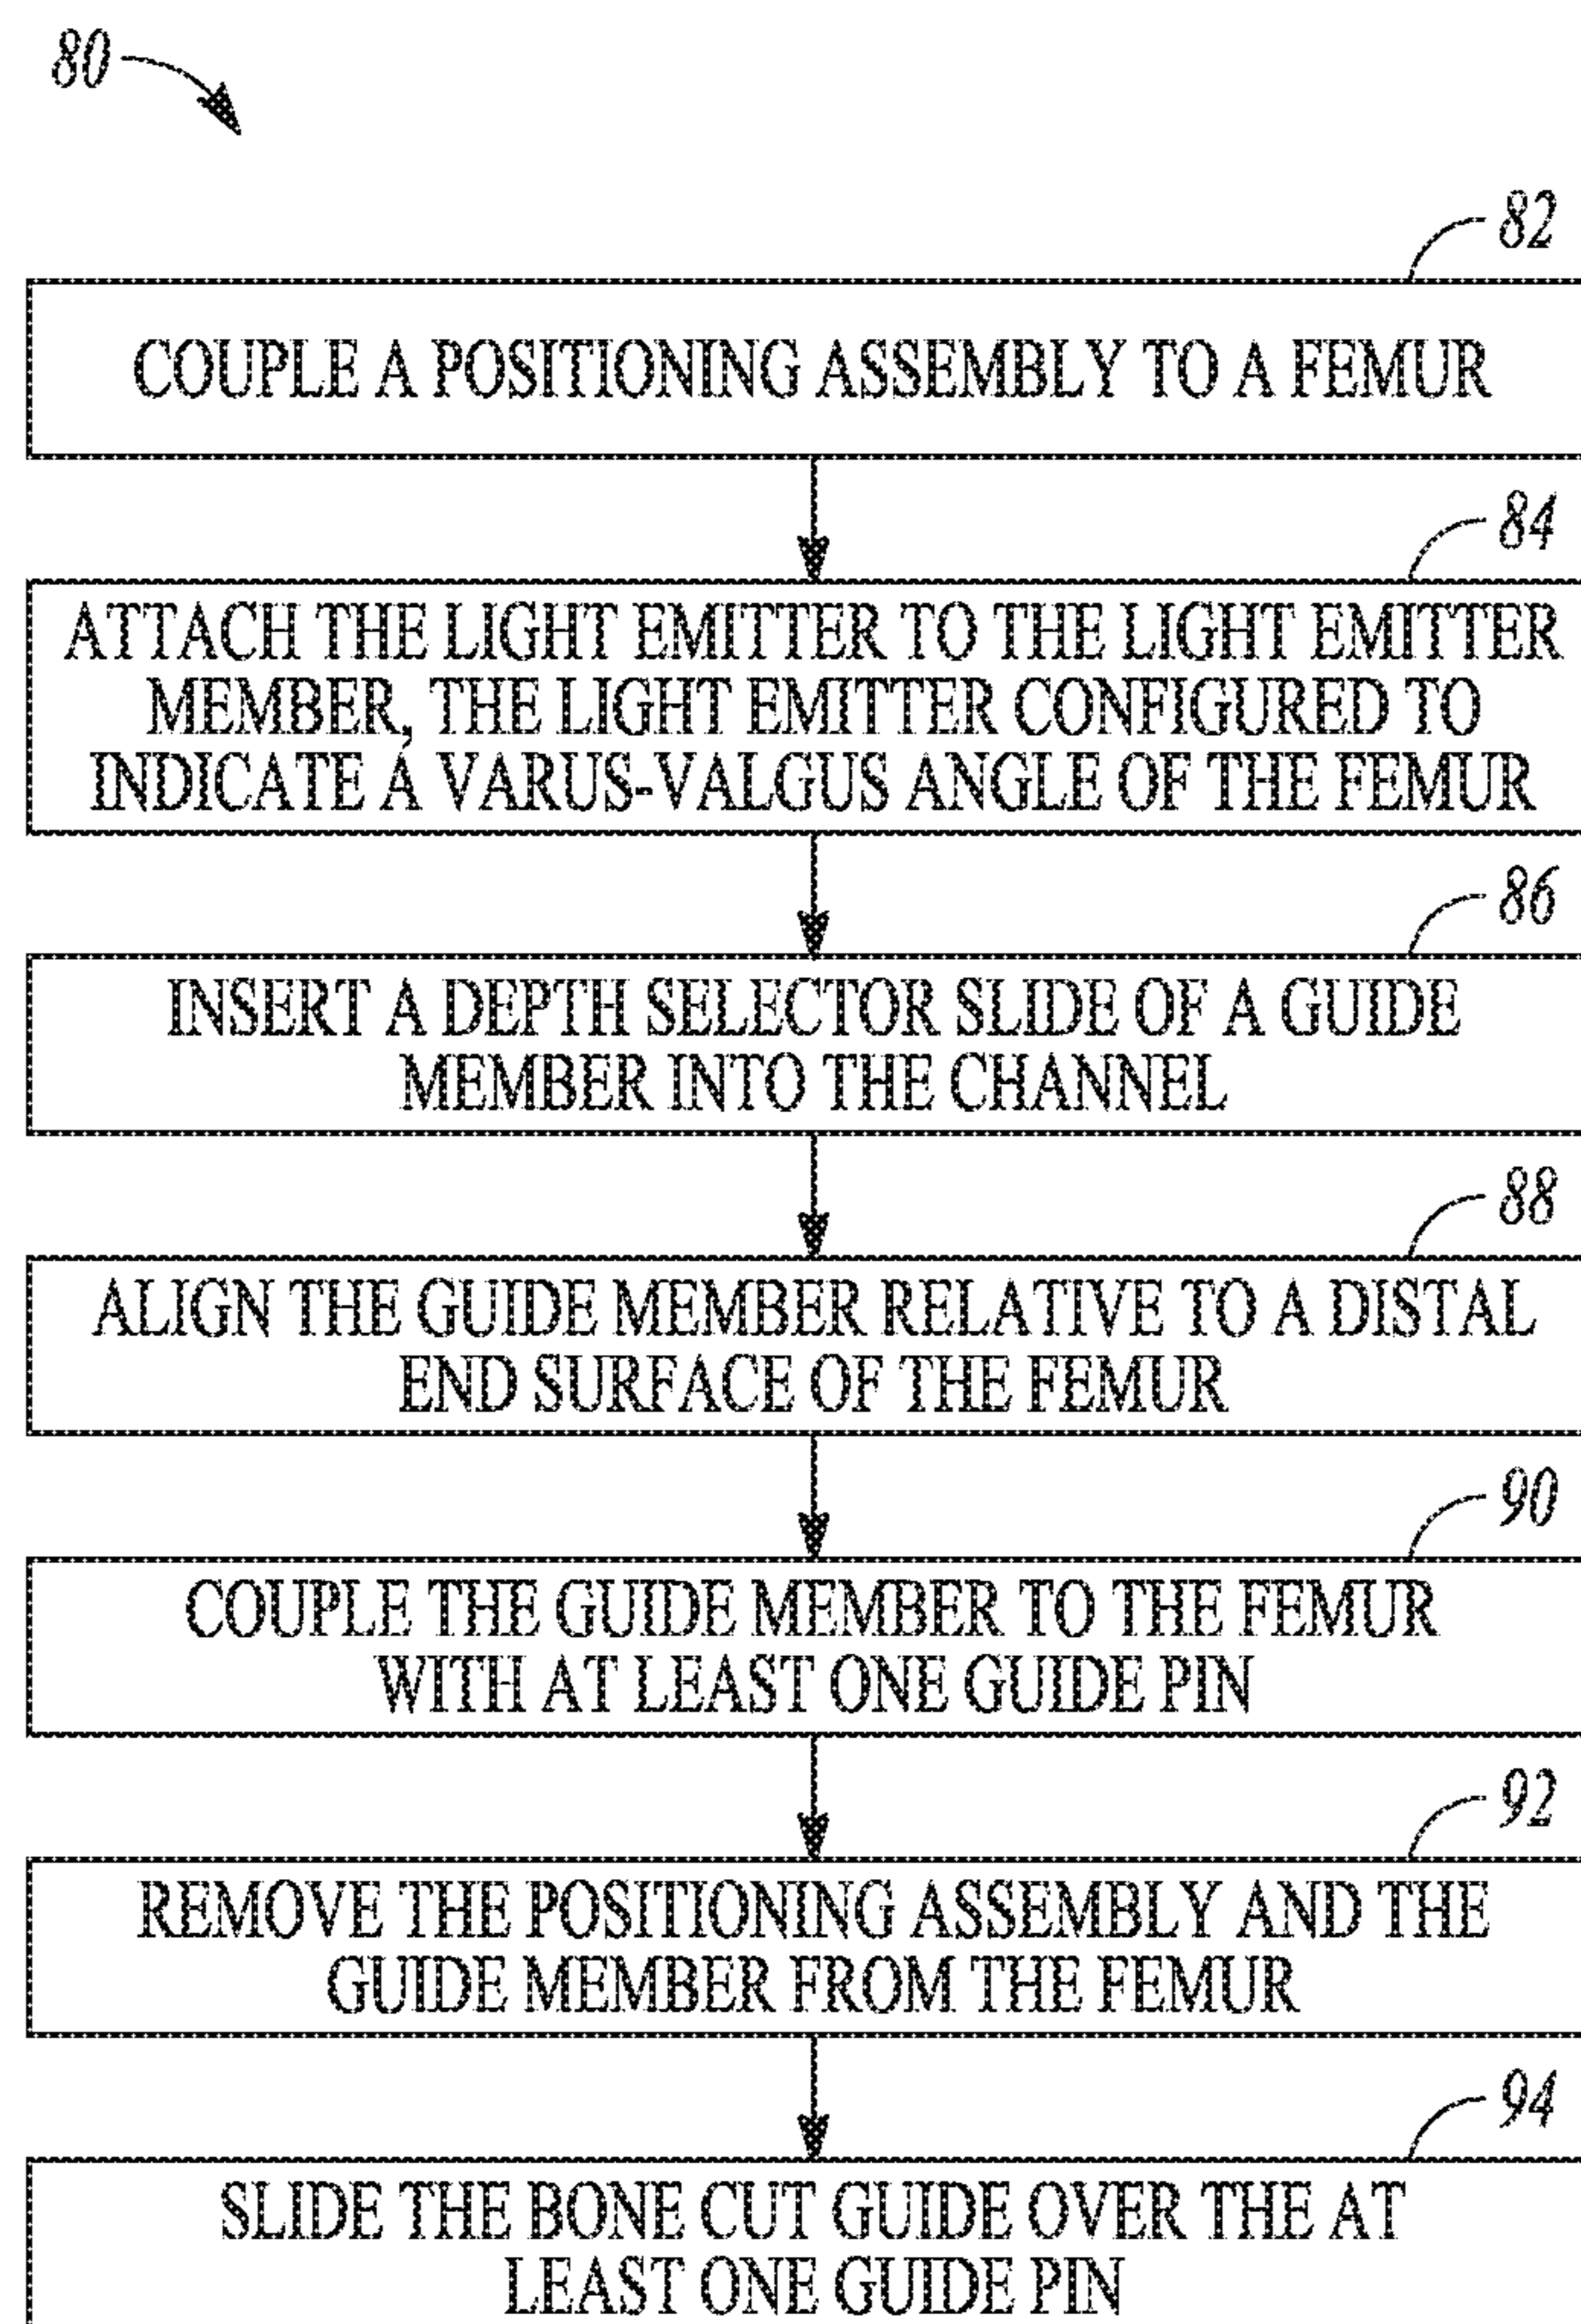 80
82
COUPLE A POSITIONING ASSEMBLY TO A FEMUR
84
ATTACH THE LIGHT EMITTER TO THE LIGHT EMITTER
MEMBER, THE LIGHT EMITTER CONFIGURED TO
INDICATE A VARUS-VALGUS ANGLE OF THE FEMUR
86
INSERT A DEPTH SELECTOR SLIDE OF A GUIDE
MEMBER INTO THE CHANNEL
88
ALIGN THE GUIDE MEMBER RELATIVE TO A DISTAL
END SURFACE OF THE FEMUR
90
COUPLE THE GUIDE MEMBER TO THE FEMUR
WITH AT LEAST ONE GUIDE PIN
92
REMOVE THE POSITIONING ASSEMBLY AND THE
GUIDE MEMBER FROM THE FEMUR
94
SLIDE THE BONE CUT GUIDE OVER THE AT
LEAST ONE GUIDE PIN